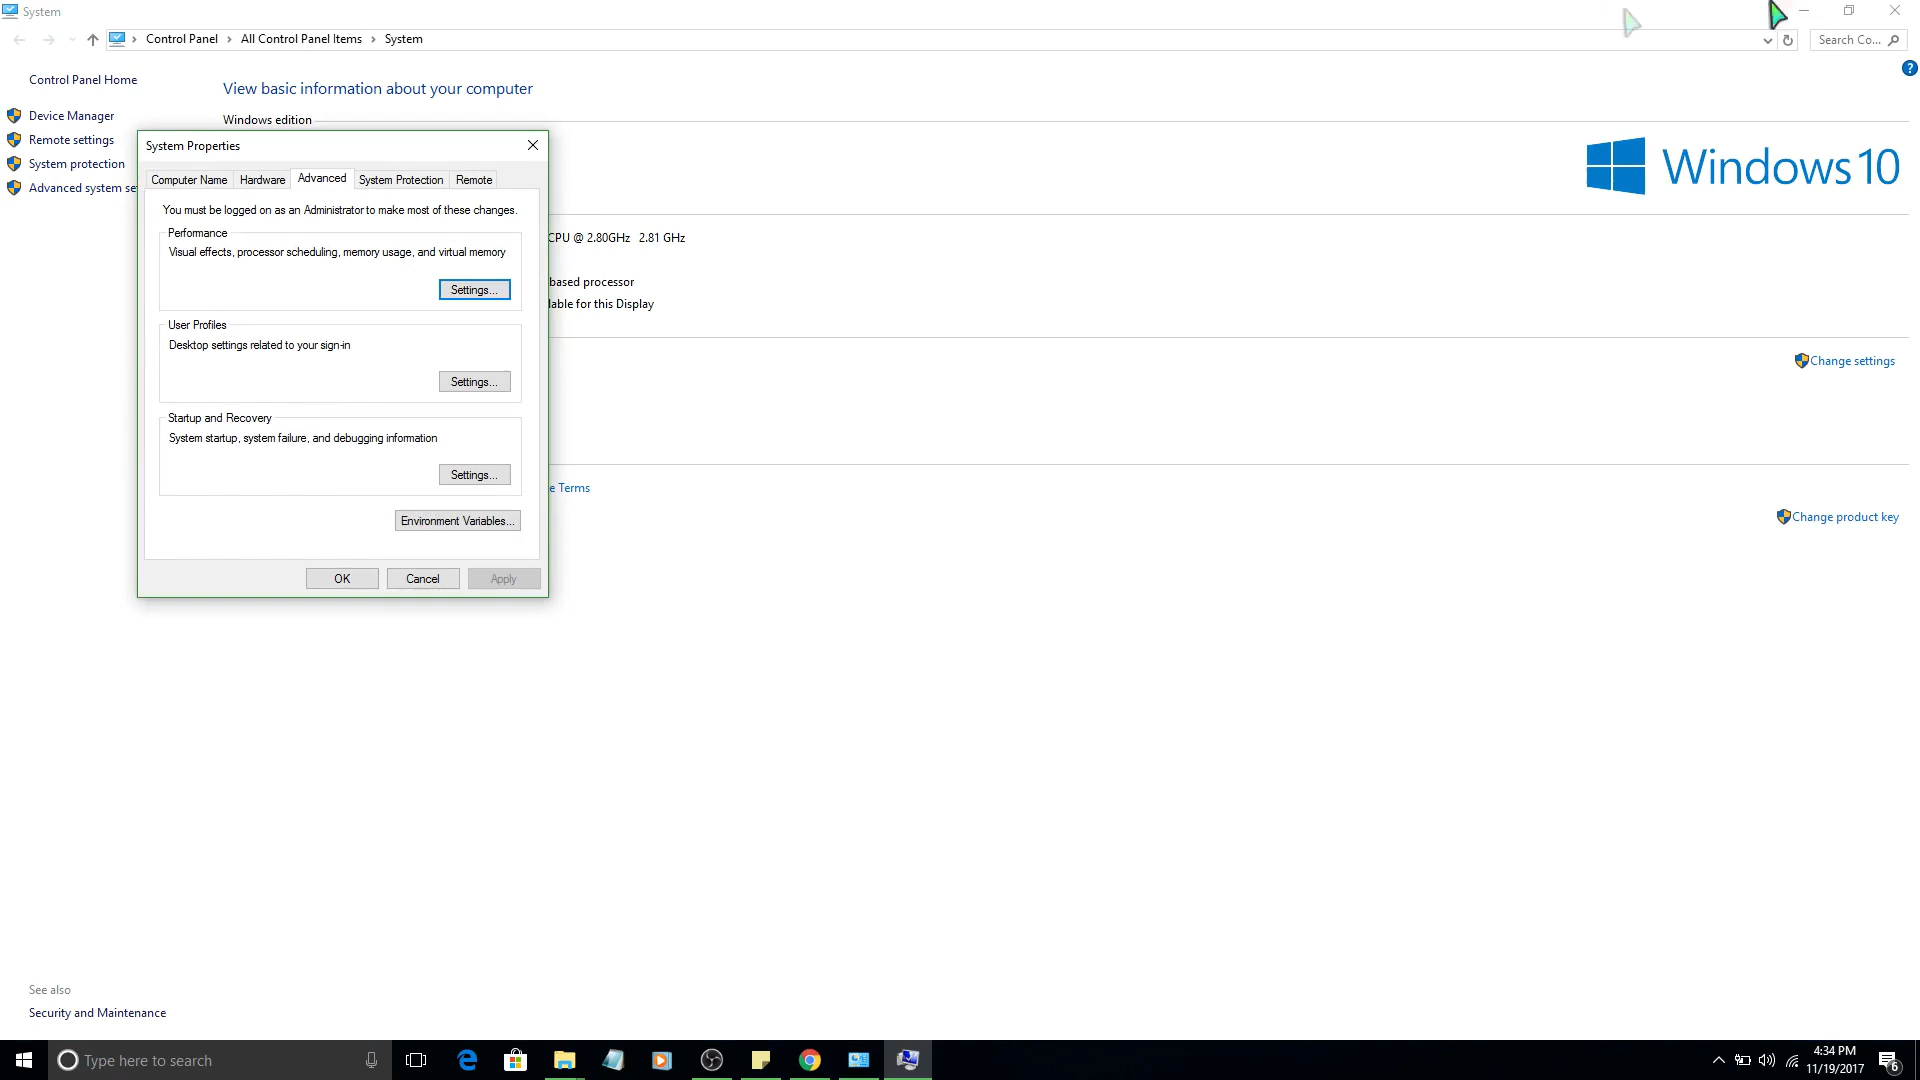 System
Control Panel > All Control Panel Items > System
Search Co...
Control Panel Home
Device Manager
Remote settings
System protection
Advanced system se
View basic information about your computer
Windows edition
Windows 10
CPU @ 2.80GHz 2.81 GHz
based processor
lable for this Display
Change settings
e Terms
Change product key
System Properties
Computer Name Hardware Advanced System Protection Remote
You must be logged on as an Administrator to make most of these changes.
Performance
Visual effects, processor scheduling, memory usage, and virtual memory
Settings...
User Profiles
Desktop settings related to your sign-in
Settings...
Startup and Recovery
System startup, system failure, and debugging information
Settings...
Environment Variables...
OK Cancel Apply
See also
Security and Maintenance
Type here to search
4:34 PM
11/19/2017
6